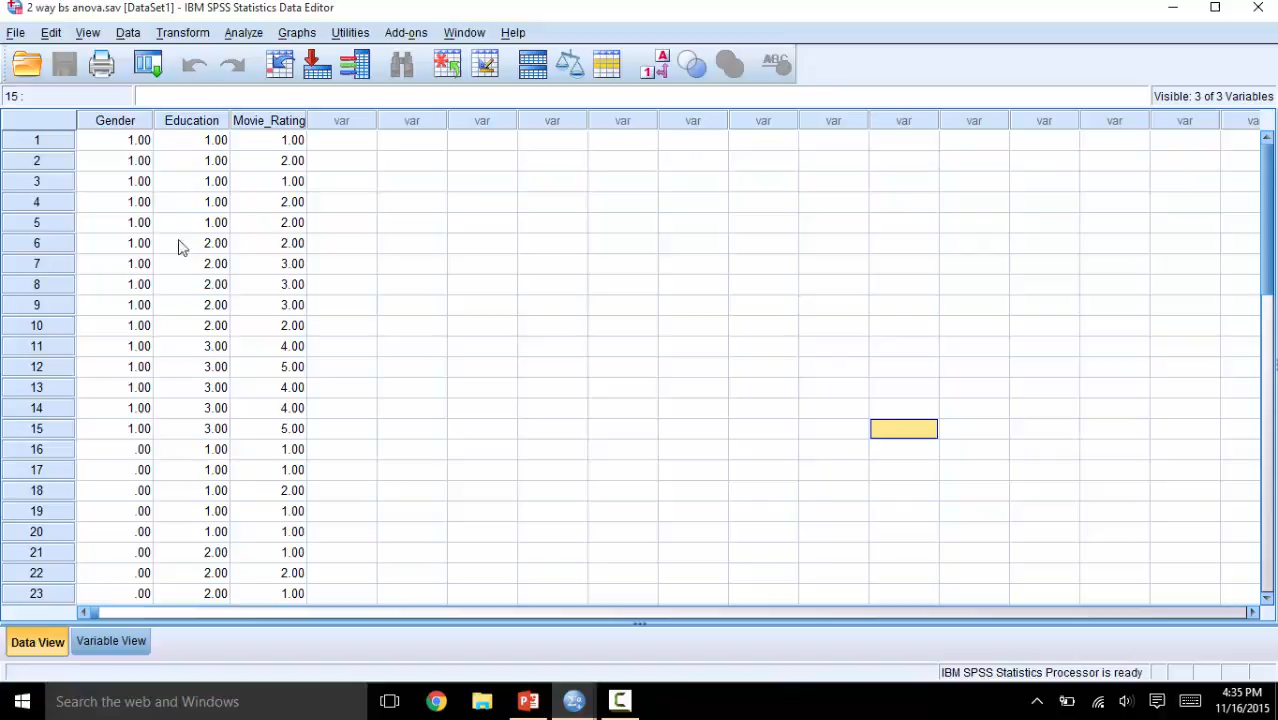 2 way bs anova.sav [DataSet1] - IBM SPSS Statistics Data Editor
File Edit View Data Transform Analyze Graphs Utilities Add-ons Window Help
15 : Visible: 3 of 3 Variables
Gender Education Movie_Rating var var var var var var var var var var var var var va
1 1.00 1.00 1.00
2 1.00 1.00 2.00
3 1.00 1.00 1.00
4 1.00 1.00 2.00
5 1.00 1.00 2.00
6 1.00 2.00 2.00
7 1.00 2.00 3.00
8 1.00 2.00 3.00
9 1.00 2.00 3.00
10 1.00 2.00 2.00
11 1.00 3.00 4.00
12 1.00 3.00 5.00
13 1.00 3.00 4.00
14 1.00 3.00 4.00
15 1.00 3.00 5.00
16 .00 1.00 1.00
17 .00 1.00 1.00
18 .00 1.00 2.00
19 .00 1.00 1.00
20 .00 1.00 1.00
21 .00 2.00 1.00
22 .00 2.00 2.00
23 .00 2.00 1.00
Data View Variable View
IBM SPSS Statistics Processor is ready
Search the web and Windows
4:35 PM
11/16/2015